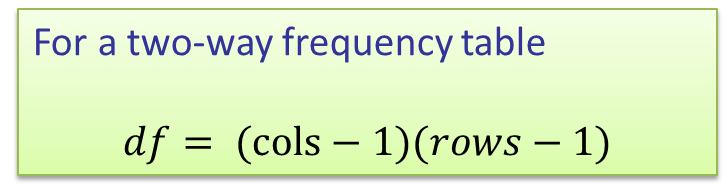 For a two-way frequency table
df = (cols − 1)(rows − 1)